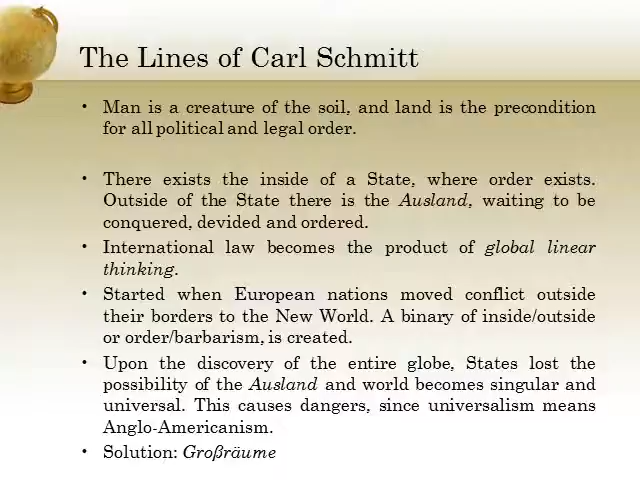 The Lines of Carl Schmitt
• Man is a creature of the soil, and land is the precondition
for all political and legal order.
• There exists the inside of a State, where order exists.
Outside of the State there is the Ausland, waiting to be
conquered, devided and ordered.
• International law becomes the product of global linear
thinking.
• Started when European nations moved conflict outside
their borders to the New World. A binary of inside/outside
or order/barbarism, is created.
• Upon the discovery of the entire globe, States lost the
possibility of the Ausland and world becomes singular and
universal. This causes dangers, since universalism means
Anglo-Americanism.
• Solution: Großräume